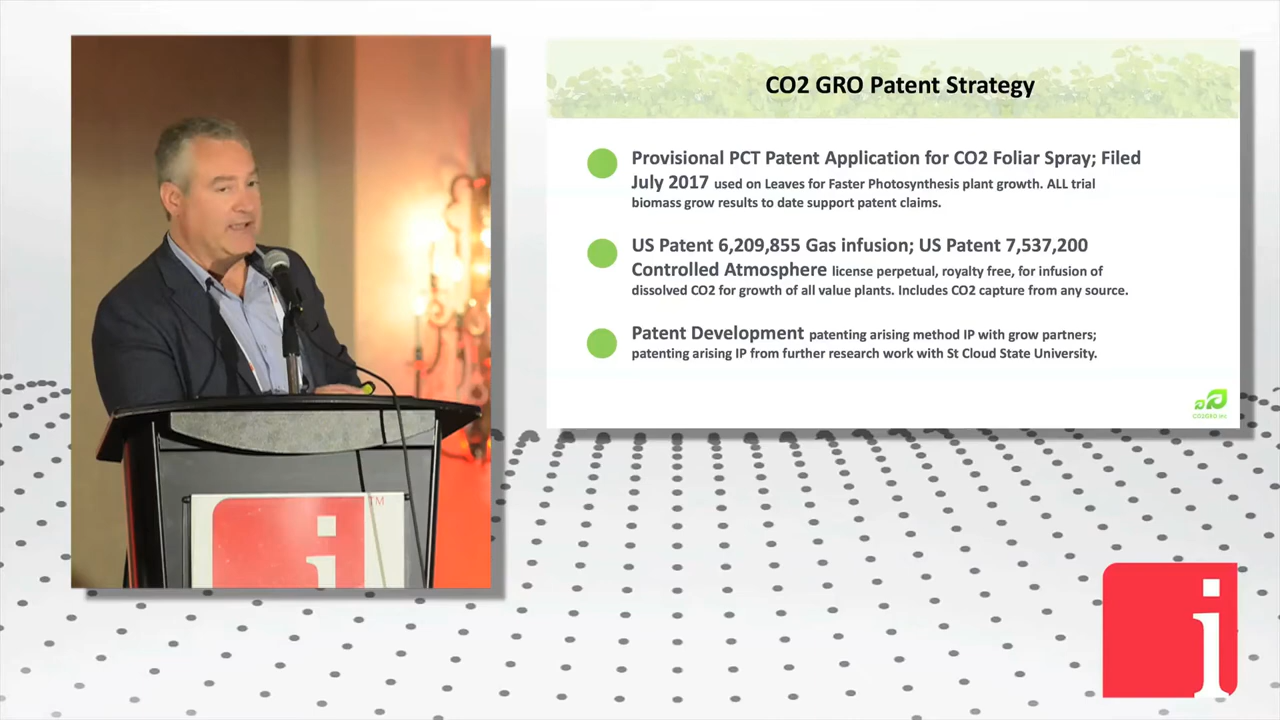 CO2 GRO Patent Strategy
Provisional PCT Patent Application for CO2 Foliar Spray; Filed
July 2017 used on Leaves for Faster Photosynthesis plant growth. ALL trial
biomass grow results to date support patent claims.
US Patent 6,209,855 Gas infusion; US Patent 7,537,200
Controlled Atmosphere license perpetual, royalty free, for infusion of
dissolved CO2 for growth of all value plants. Includes CO2 capture from any source.
Patent Development patenting arising method IP with grow partners;
patenting arising IP from further research work with St Cloud State University.
CO2GRO Inc
TM
i
i